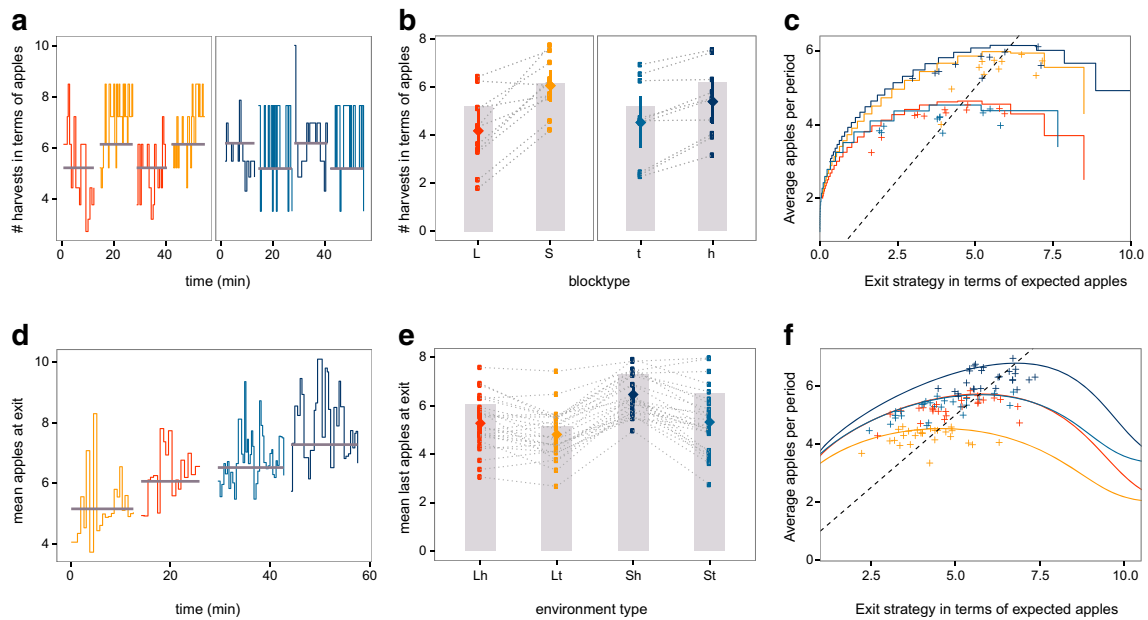 a
# harvests in terms of apples
10
8
6
4
0 20 40 0 20 40
time (min)
b
# harvests in terms of apples
8
6
4
2
0
L S t h
blocktype
c
Average apples per period
6
4
2
0.0 2.5 5.0 7.5 10.0
Exit strategy in terms of expected apples
d
mean apples at exit
10
8
6
4
0 20 40 60
time (min)
e
mean last apples at exit
8
6
4
2
0
Lh Lt Sh St
environment type
f
Average apples per period
6
4
2
0
2.5 5.0 7.5 10.0
Exit strategy in terms of expected apples